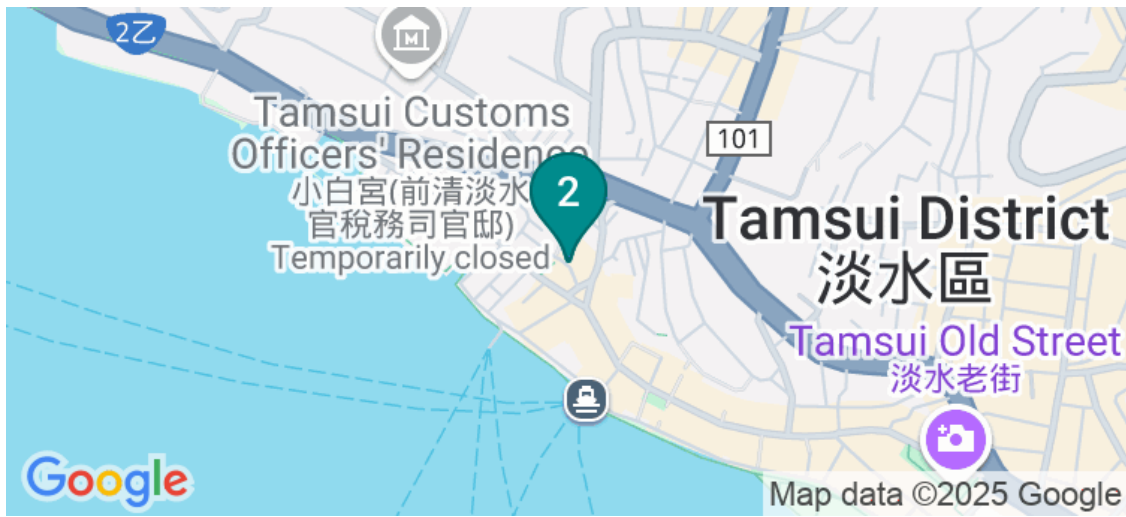 2乙
Tamsui Customs
Officers' Residence
小白宮(前清淡水
官稅務司官邸)
Temporarily closed
2
101
Tamsui District
淡水區
Tamsui Old Street
淡水老街
Google
Map data ©2025 Google